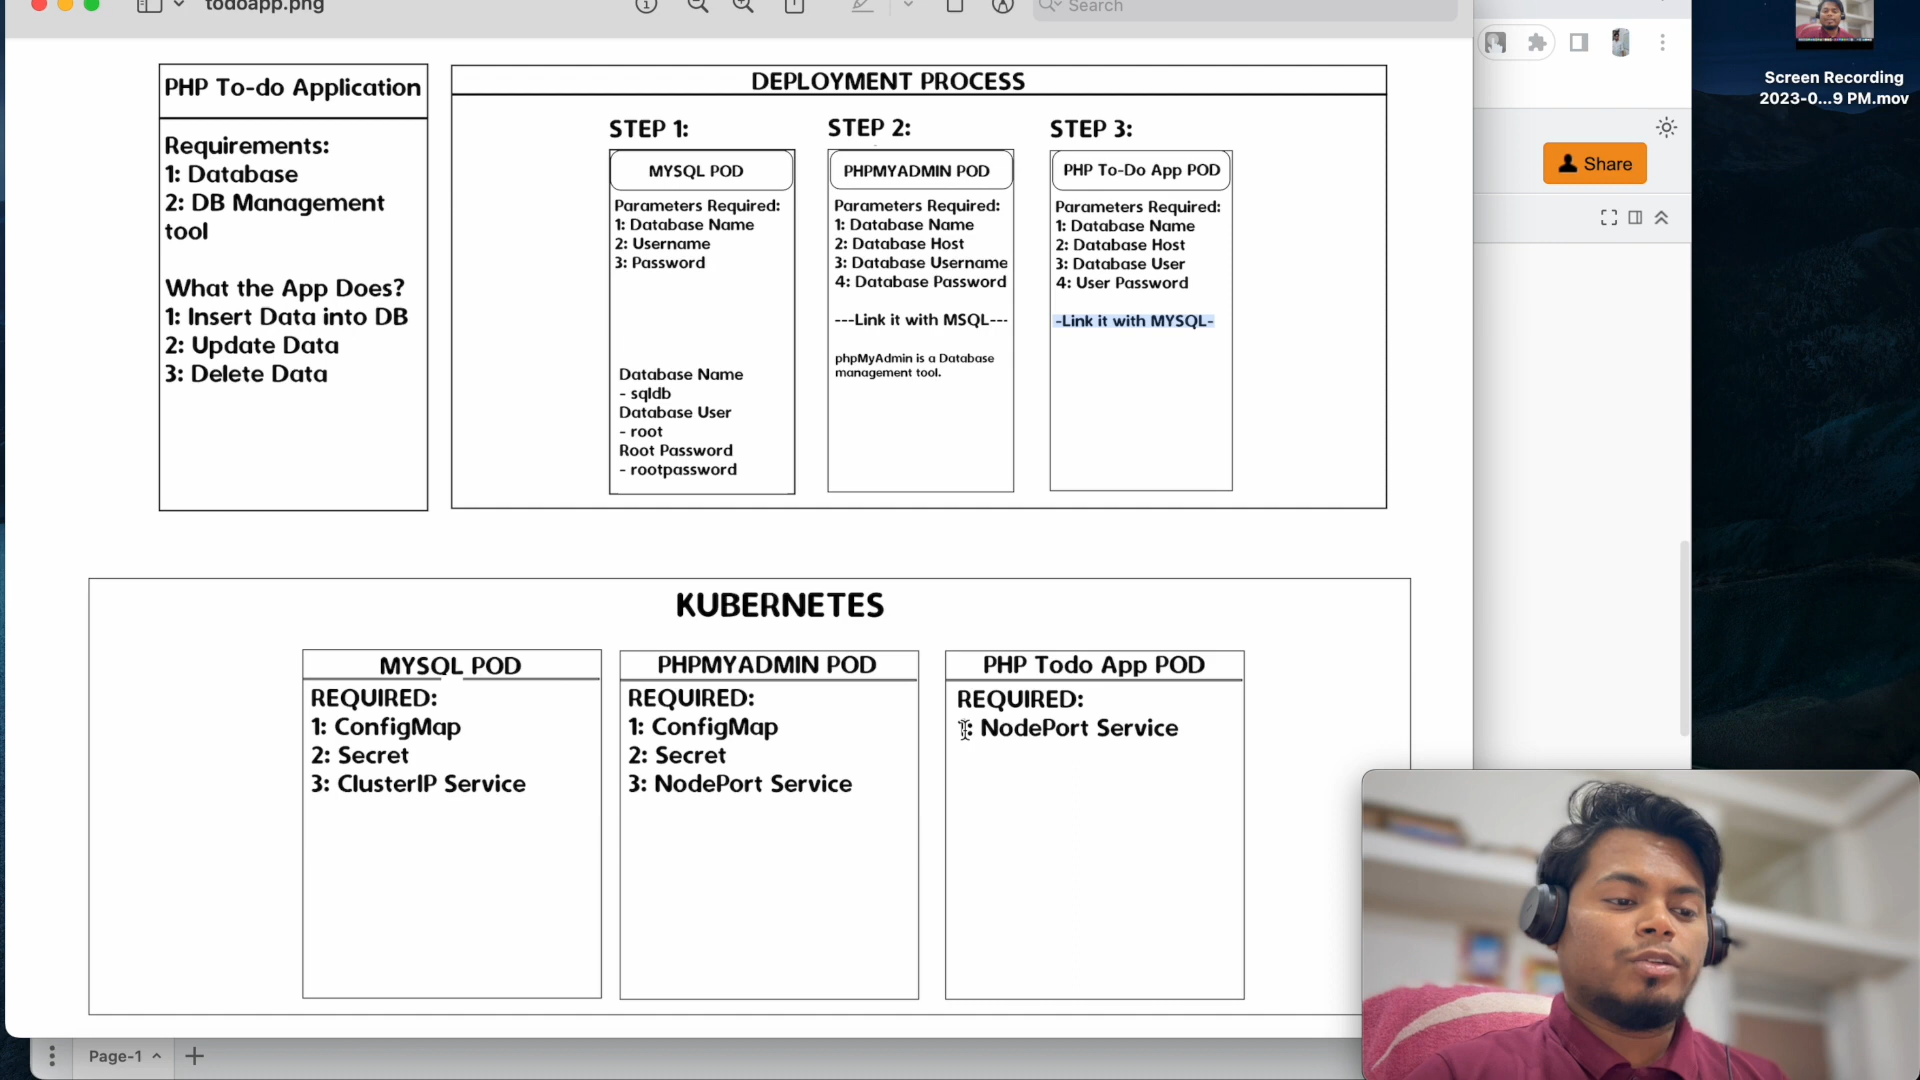 todoapp.png
Search
Screen Recording
2023-0...9 PM.mov
Share
PHP To-do Application
Requirements:
1: Database
2: DB Management
tool
What the App Does?
1: Insert Data into DB
2: Update Data
3: Delete Data
DEPLOYMENT PROCESS
STEP 1:
MYSQL POD
Parameters Required:
1: Database Name
2: Username
3: Password
Database Name
- sqldb
Database User
- root
Root Password
- rootpassword
STEP 2:
PHPMYADMIN POD
Parameters Required:
1: Database Name
2: Database Host
3: Database Username
4: Database Password
---Link it with MSQL---
phpMyAdmin is a Database
management tool.
STEP 3:
PHP To-Do App POD
Parameters Required:
1: Database Name
2: Database Host
3: Database User
4: User Password
-Link it with MYSQL-
KUBERNETES
MYSQL POD
REQUIRED:
1: ConfigMap
2: Secret
3: ClusterIP Service
PHPMYADMIN POD
REQUIRED:
1: ConfigMap
2: Secret
3: NodePort Service
PHP Todo App POD
REQUIRED:
1: NodePort Service
Page-1